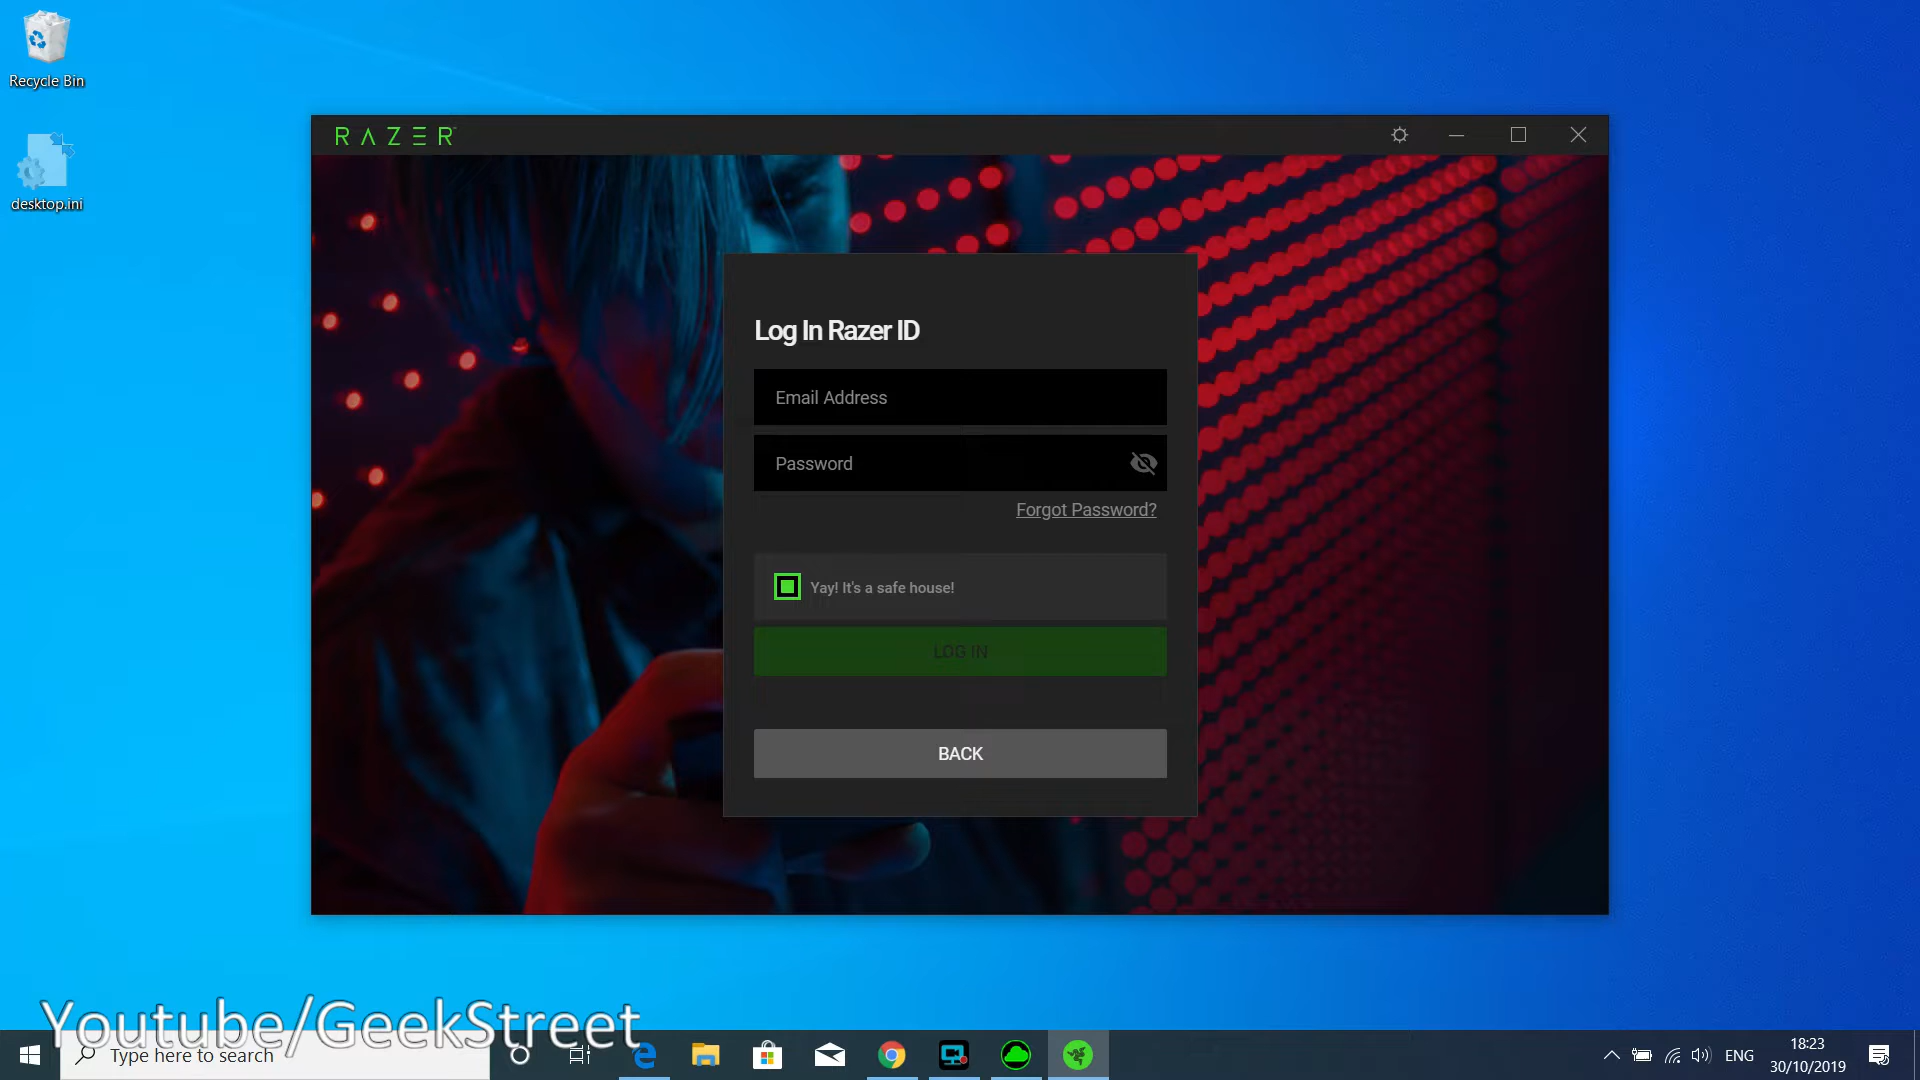 Recycle Bin
desktop.ini
RAZER
Log In Razer ID
Email Address
Password
Forgot Password?
Yay! It's a safe house!
LOG IN
BACK
Youtube/GeekStreet
Type here to search
ENG
18:23
30/10/2019